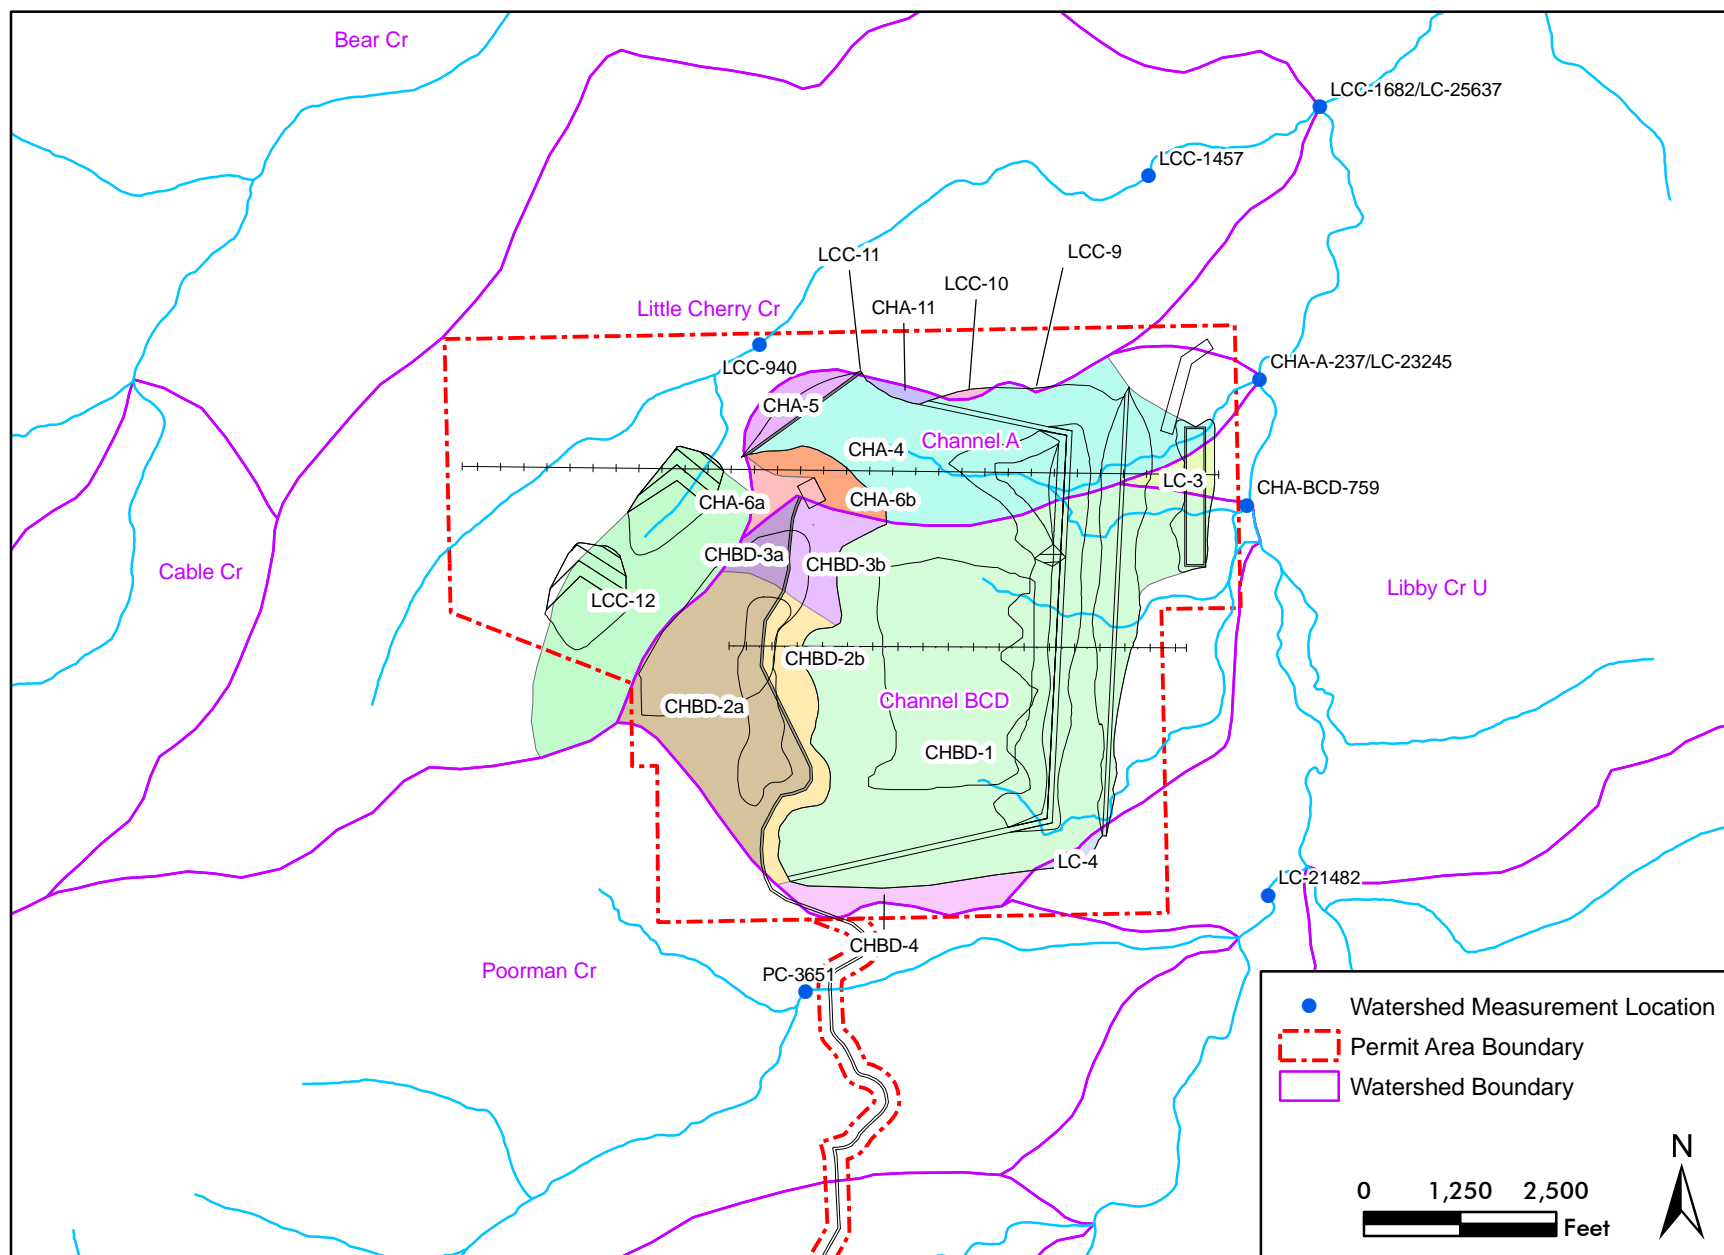 Bear Cr
LCC-1682/LC-25637
LCC-1457
LCC-11
LCC-9
LCC-10
CHA-11
Little Cherry Cr
LCC-940
CHA-A-237/LC-23245
CHA-5
Channel A
CHA-4
LC-3
CHA-BCD-759
CHA-6a
CHA-6b
CHBD-3a
CHBD-3b
Cable Cr
LCC-12
Libby Cr U
CHBD-2b
CHBD-2a
Channel BCD
CHBD-1
LC-4
LC-21482
CHBD-4
Poorman Cr
PC-3651
Watershed Measurement Location
Permit Area Boundary
Watershed Boundary
N
0 1,250 2,500
Feet